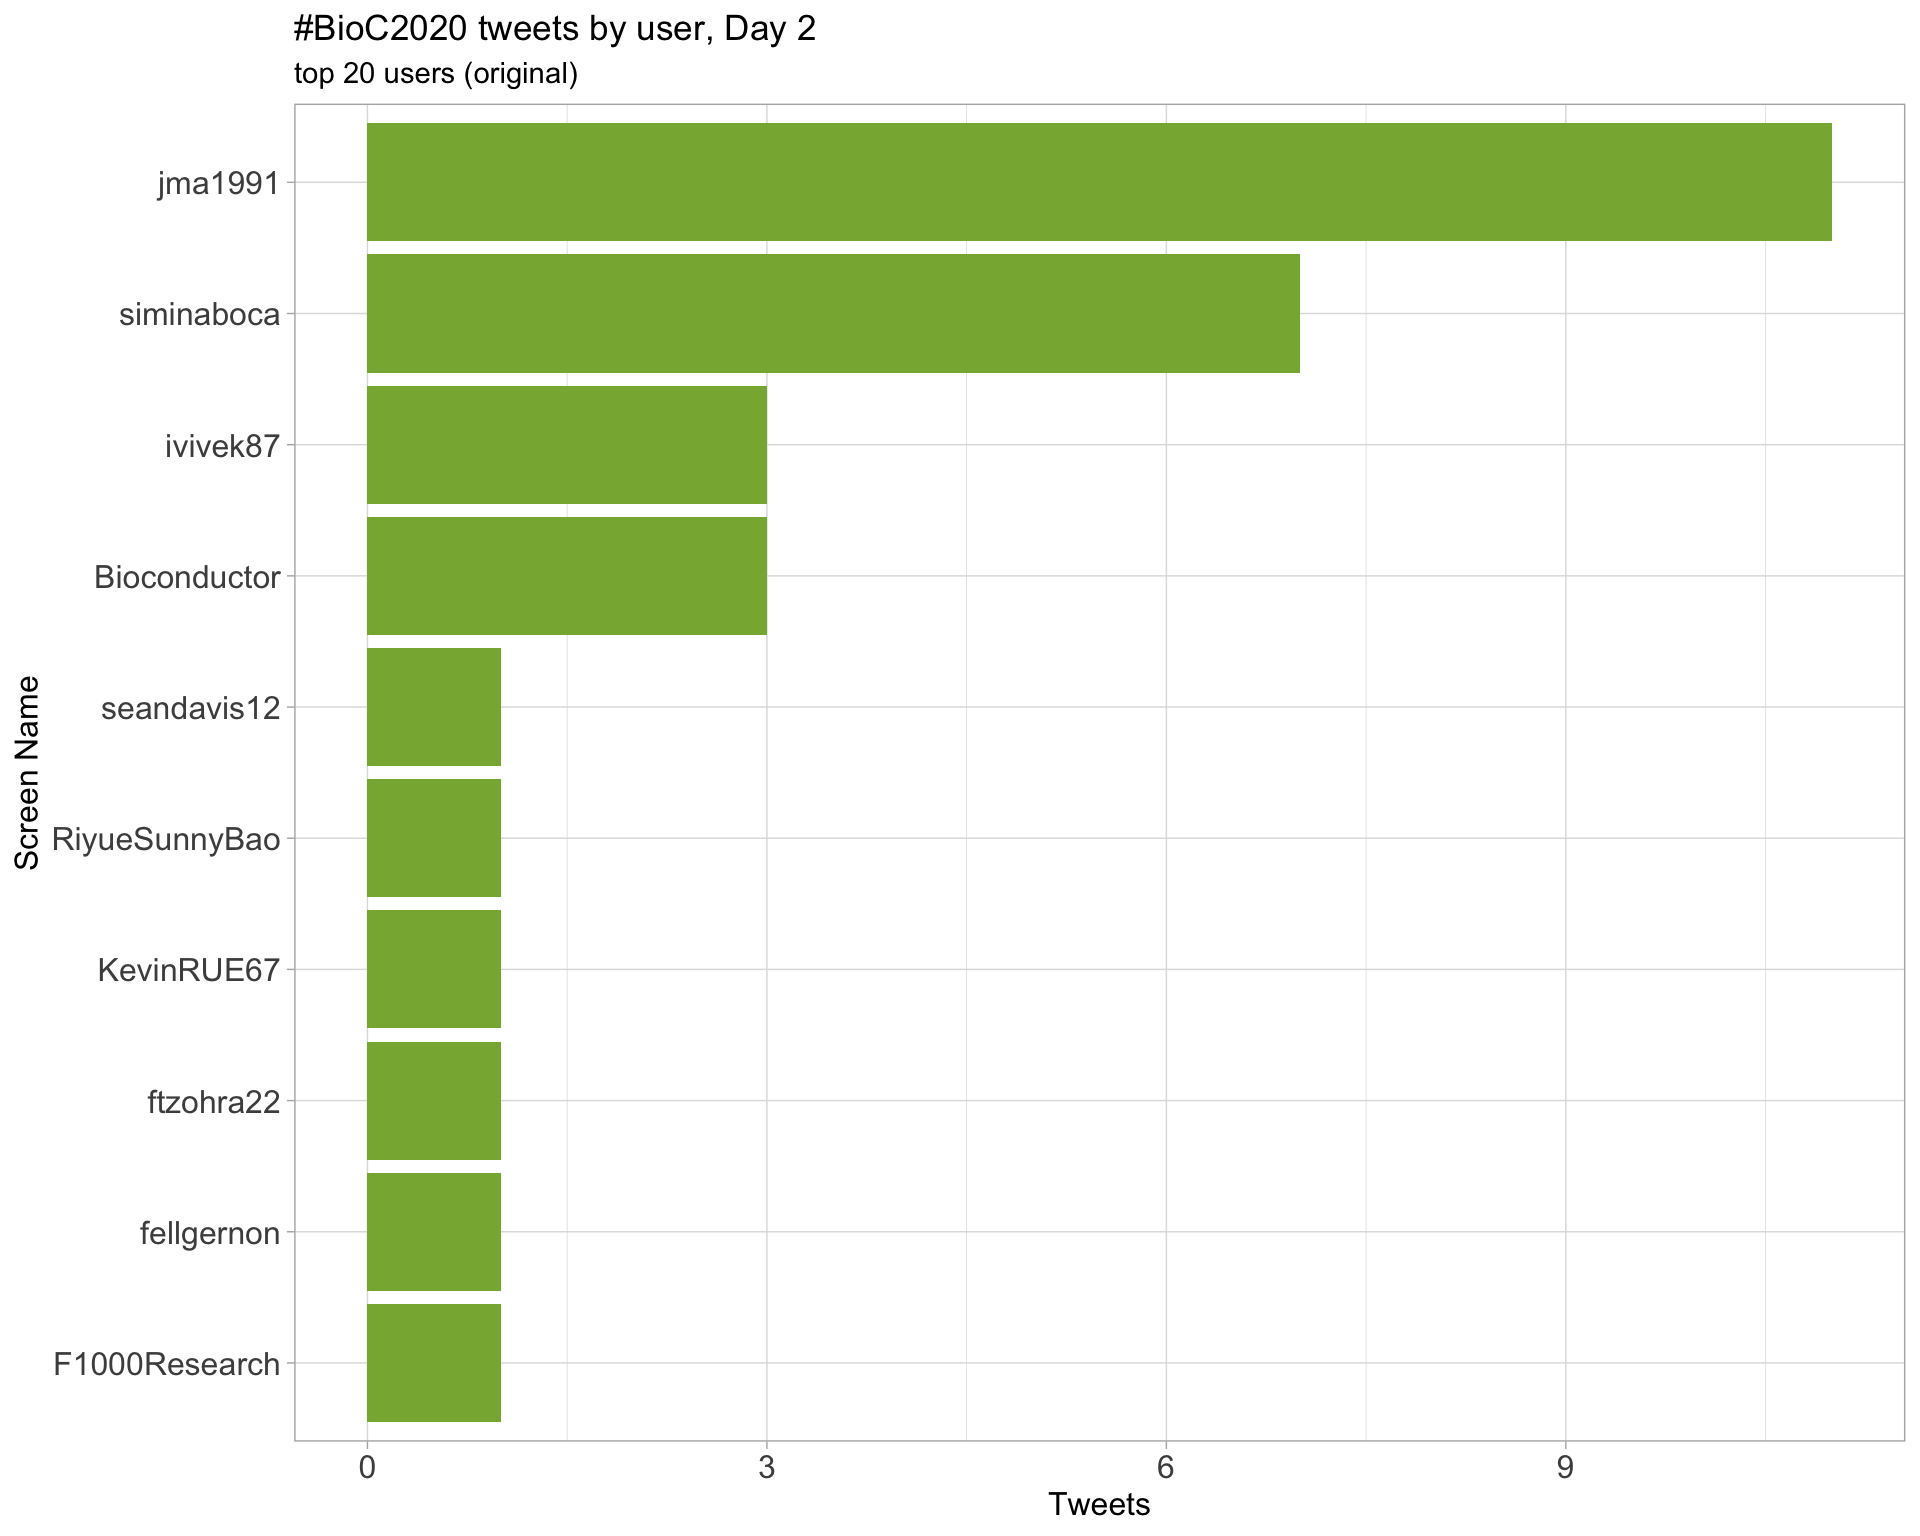 #BioC2020 tweets by user, Day 2
top 20 users (original)
jma1991
siminaboca
ivivek87
Bioconductor
seandavis12
RiyueSunnyBao
KevinRUE67
ftzohra22
fellgernon
F1000Research
Screen Name
0 3 6 9
Tweets